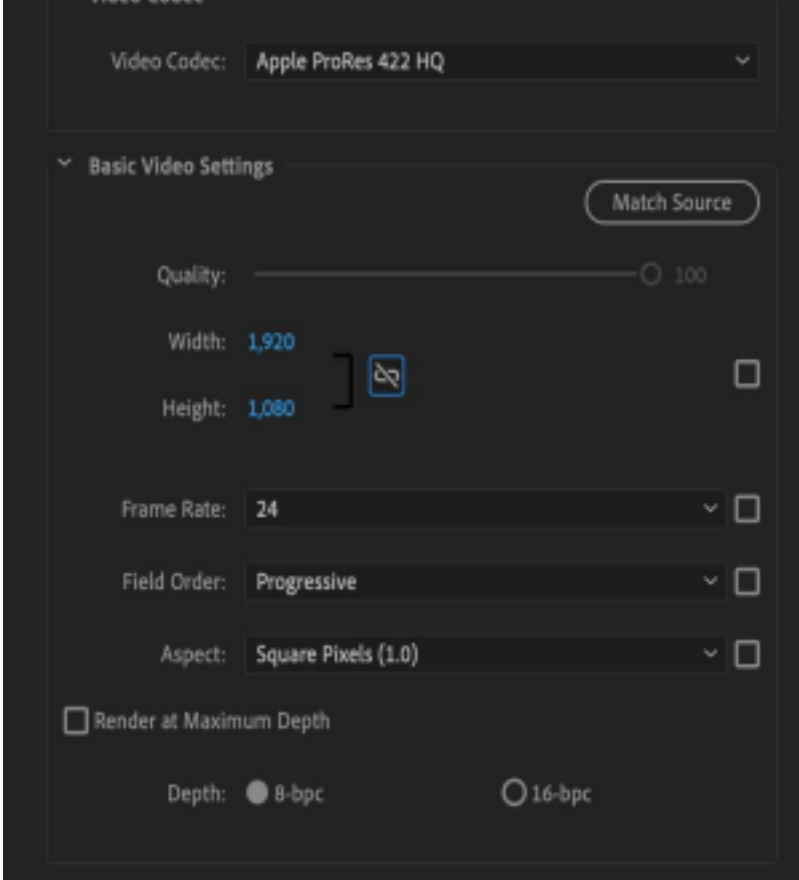 Video Codec
Video Codec: Apple ProRes 422 HQ
Basic Video Settings
Match Source
Quality: 100
Width: 1,920
Height: 1,080
Frame Rate: 24
Field Order: Progressive
Aspect: Square Pixels (1.0)
Render at Maximum Depth
Depth: 8-bpc 16-bpc